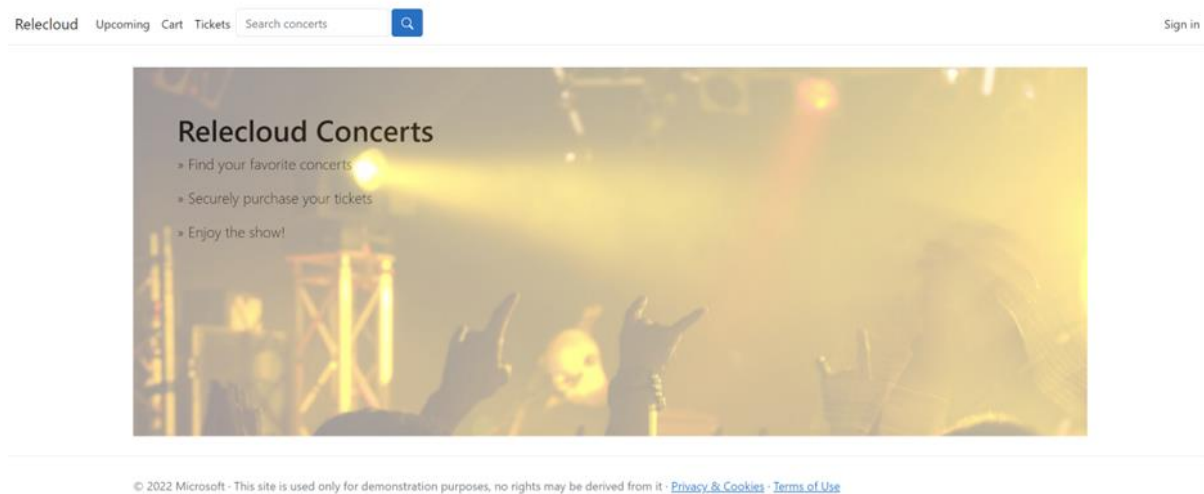 Relecloud Upcoming Cart Tickets Search concerts Sign in
Relecloud Concerts
» Find your favorite concerts
» Securely purchase your tickets
» Enjoy the show!
© 2022 Microsoft · This site is used only for demonstration purposes, no rights may be derived from it · Privacy & Cookies · Terms of Use